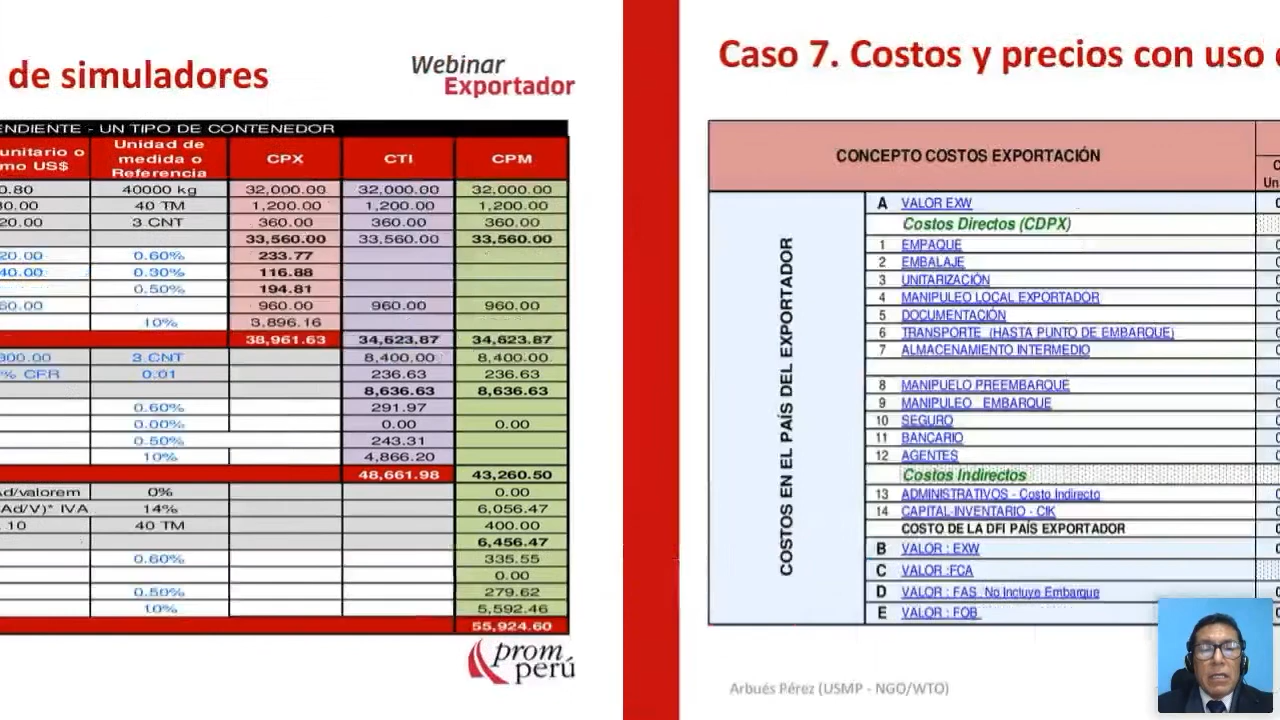 de simuladores
Webinar
Exportador
ENDIENTE - UN TIPO DE CONTENEDOR
unitario o
mo US$
Unidad de
medida o
Referencia
CPX CTI CPM
0.80 40000 kg 32,000.00 32,000.00 32,000.00
30.00 40 TM 1,200.00 1,200.00 1,200.00
20.00 3 CNT 360.00 360.00 360.00
33,560.00 33,560.00 33,560.00
20.00 0.60% 233.77
40.00 0.30% 116.88
0.50% 194.81
60.00 960.00 960.00 960.00
10% 3,896.16
38,961.63 34,623.87 34,623.87
800.00 3 CNT 8,400.00 8,400.00
% CFR 0.01 236.63 236.63
8,636.63 8,636.63
0.60% 291.97
0.00% 0.00 0.00
0.50% 243.31
10% 4,866.20
48,661.98 43,260.50
Ad/valorem 0% 0.00
Ad/V)* IVA 14% 6,056.47
10 40 TM 400.00
6,456.47
0.60% 335.55
0.00
0.50% 279.62
10% 5,592.46
55,924.60
prom
perú
Caso 7. Costos y precios con uso
CONCEPTO COSTOS EXPORTACIÓN
COSTOS EN EL PAÍS DEL EXPORTADOR
A VALOR EXW
Costos Directos (CDPX)
1 EMPAQUE
2 EMBALAJE
3 UNITARIZACIÓN
4 MANIPULEO LOCAL EXPORTADOR
5 DOCUMENTACIÓN
6 TRANSPORTE (HASTA PUNTO DE EMBARQUE)
7 ALMACENAMIENTO INTERMEDIO
8 MANIPUELO PREEMBARQUE
9 MANIPULEO EMBARQUE
10 SEGURO
11 BANCARIO
12 AGENTES
Costos Indirectos
13 ADMINISTRATIVOS - Costo Indirecto
14 CAPITAL-INVENTARIO - CIK
COSTO DE LA DFI PAÍS EXPORTADOR
B VALOR : EXW
C VALOR :FCA
D VALOR : FAS No Incluye Embarque
E VALOR : FOB
Arbués Pérez (USMP - NGO/WTO)